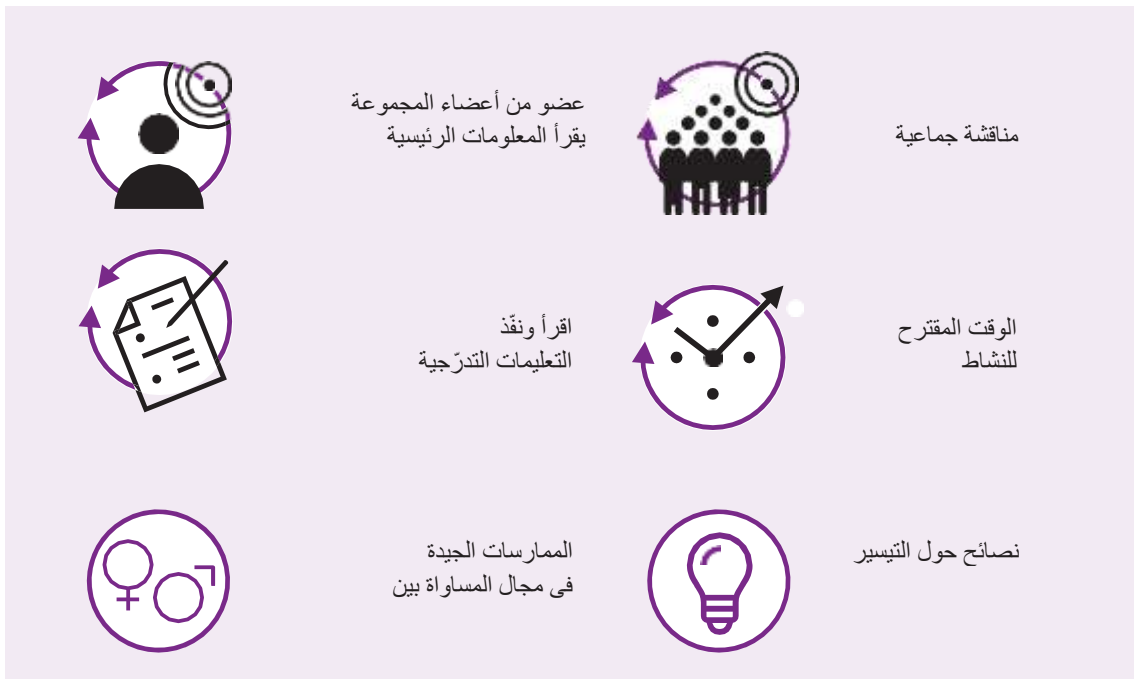 مناقشة جماعية
عضو من أعضاء المجموعة
يقرأ المعلومات الرئيسية
الوقت المقترح
للنشاط
اقرأ ونفّذ
التعليمات التدرّجية
نصائح حول التيسير
الممارسات الجيدة
فى مجال المساواة بين